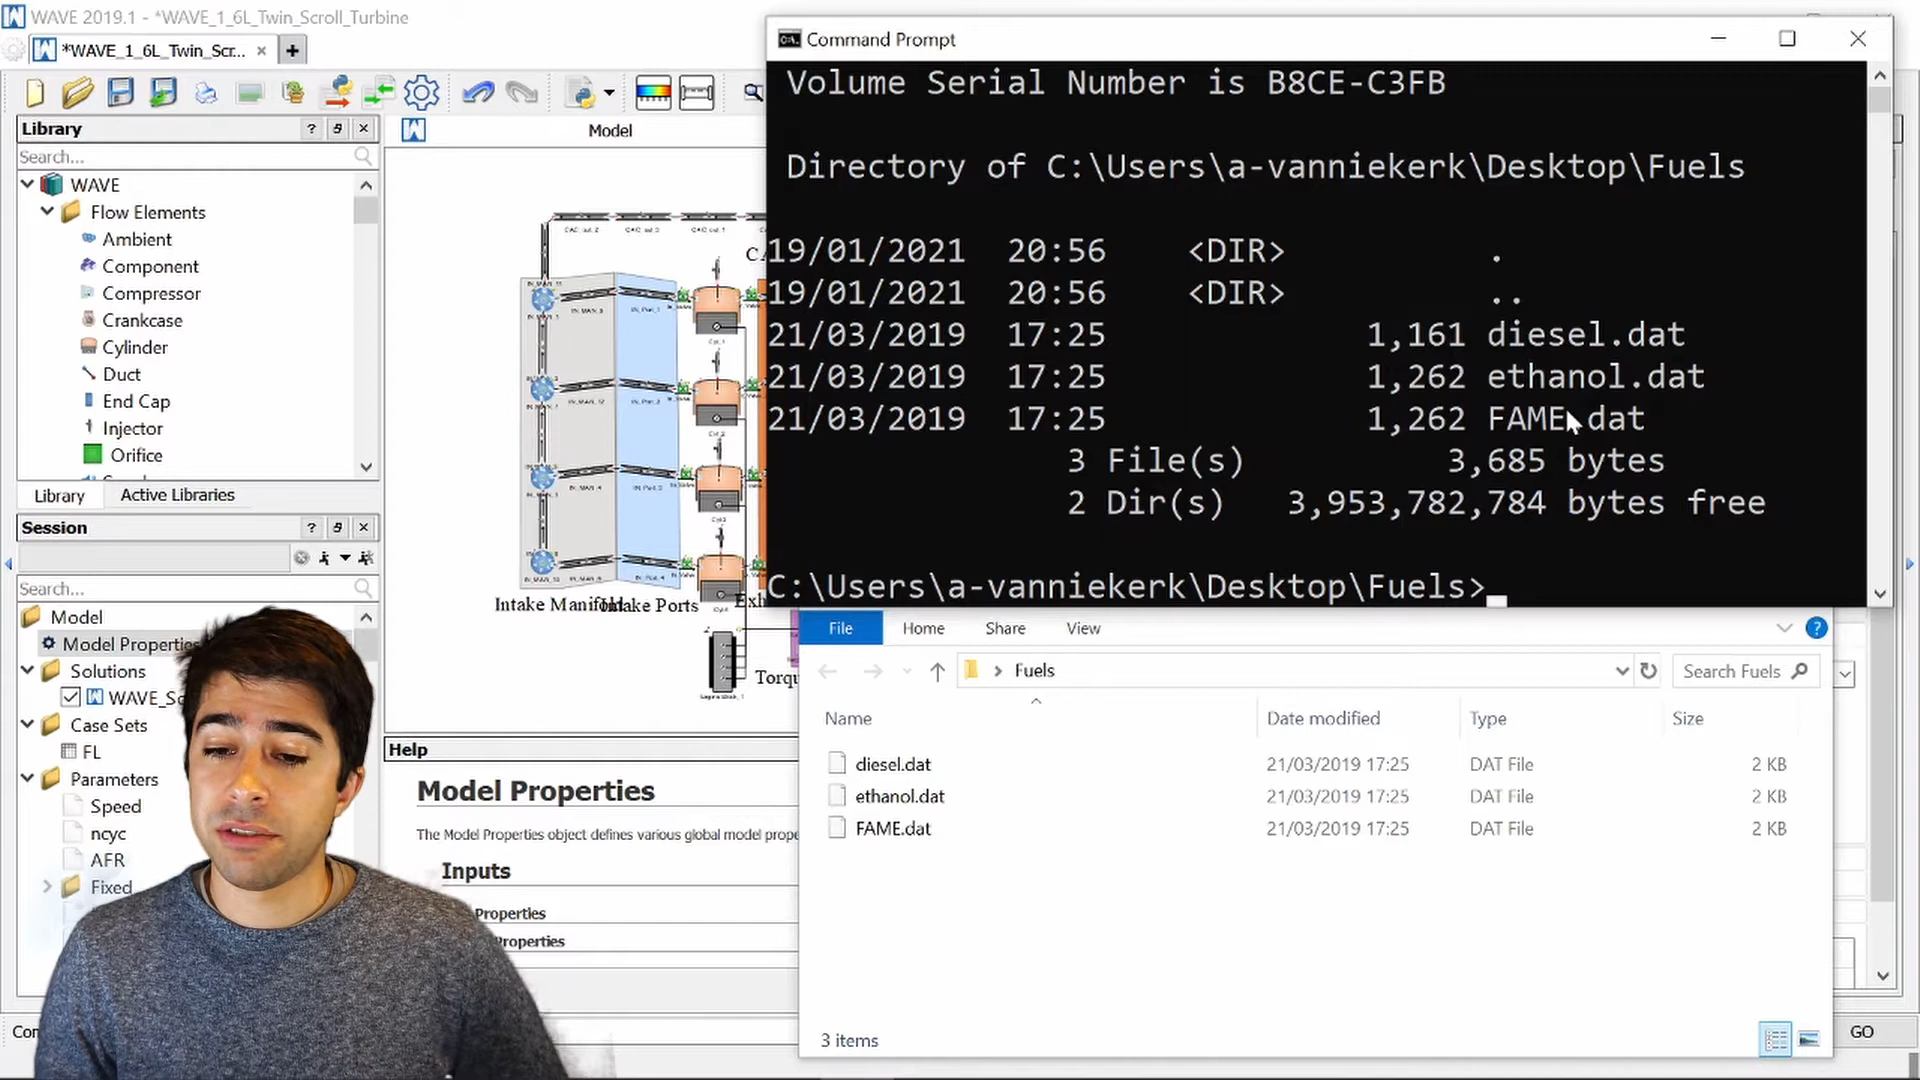 WAVE 2019.1 - *WAVE_1_6L_Twin_Scroll_Turbine
*WAVE_1_6L_Twin_Scr...
Library
Search...
WAVE
Flow Elements
Ambient
Component
Compressor
Crankcase
Cylinder
Duct
End Cap
Injector
Orifice
Library
Active Libraries
Session
Search...
Model
Model Properties
Solutions
WAVE_S
Case Sets
FL
Parameters
Speed
ncyc
AFR
Fixed
Model
CAC_out_2
CAC_out_1
Intake Manifold
Intake Ports
Exh
Torqu
Help
Model Properties
The Model Properties object defines various global model prope
Inputs
Properties
Properties
Command Prompt
Volume Serial Number is B8CE-C3FB
Directory of C:\Users\a-vanniekerk\Desktop\Fuels
19/01/2021 20:56 <DIR> .
19/01/2021 20:56 <DIR> ..
21/03/2019 17:25 1,161 diesel.dat
21/03/2019 17:25 1,262 ethanol.dat
21/03/2019 17:25 1,262 FAME.dat
3 File(s) 3,685 bytes
2 Dir(s) 3,953,782,784 bytes free
C:\Users\a-vanniekerk\Desktop\Fuels>
File Home Share View
Fuels
Search Fuels
Name Date modified Type Size
diesel.dat 21/03/2019 17:25 DAT File 2 KB
ethanol.dat 21/03/2019 17:25 DAT File 2 KB
FAME.dat 21/03/2019 17:25 DAT File 2 KB
3 items
Con
GO